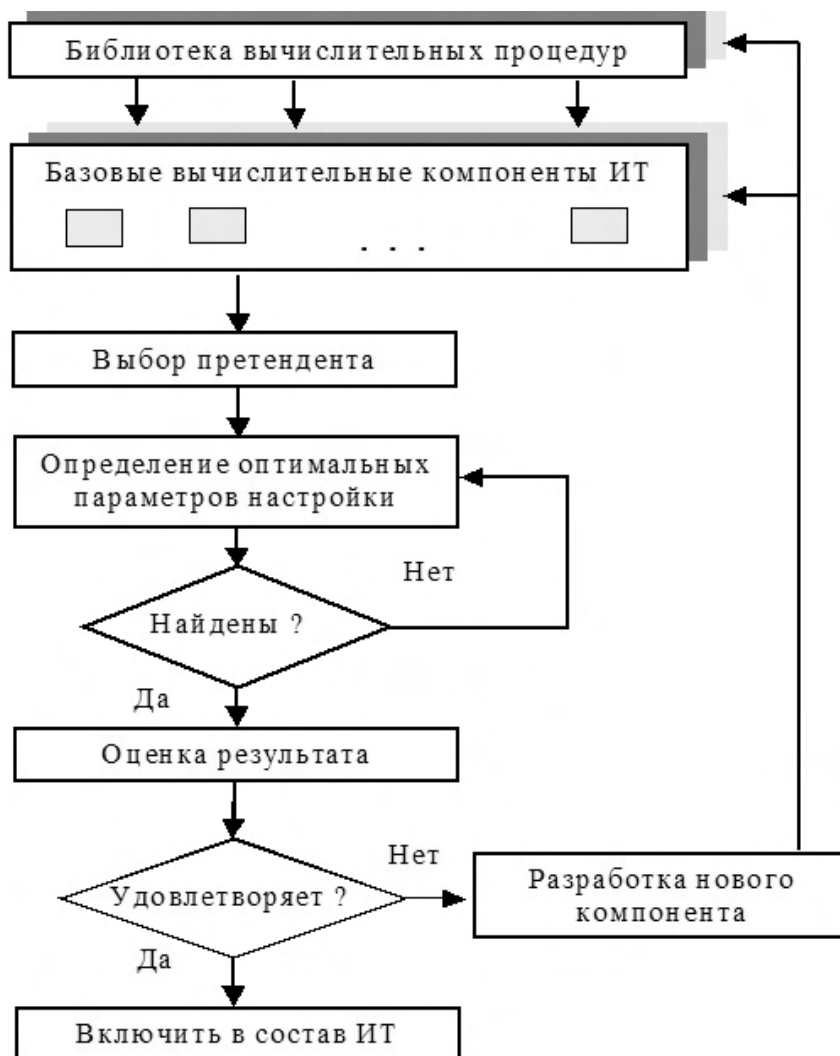 Библиотека вычислительных процедур
Базовые вычислительные компоненты ИТ
. . .
Выбор претендента
Определение оптимальных
параметров настройки
Нет
Найдены ?
Да
Оценка результата
Нет
Удовлетворяет ?
Разработка нового
компонента
Да
Включить в состав ИТ